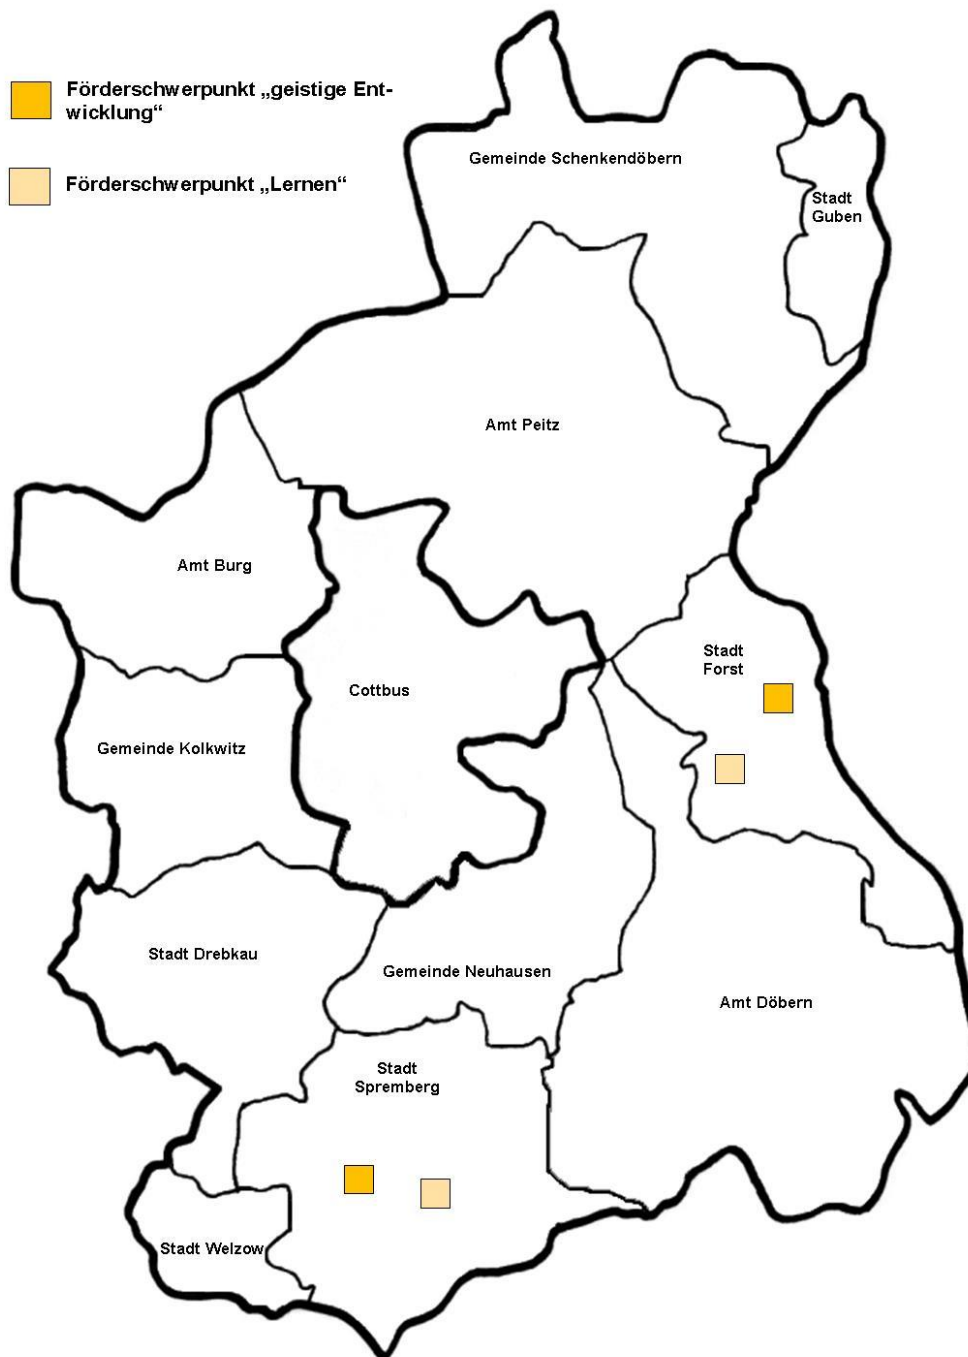 Förderschwerpunkt „geistige Ent-
wicklung“
Förderschwerpunkt „Lernen“
Gemeinde Schenkendöbern
Stadt
Guben
Amt Peitz
Amt Burg
Stadt
Forst
Cottbus
Gemeinde Kolkwitz
Stadt Drebkau
Gemeinde Neuhausen
Amt Döbern
Stadt
Spremberg
Stadt Welzow